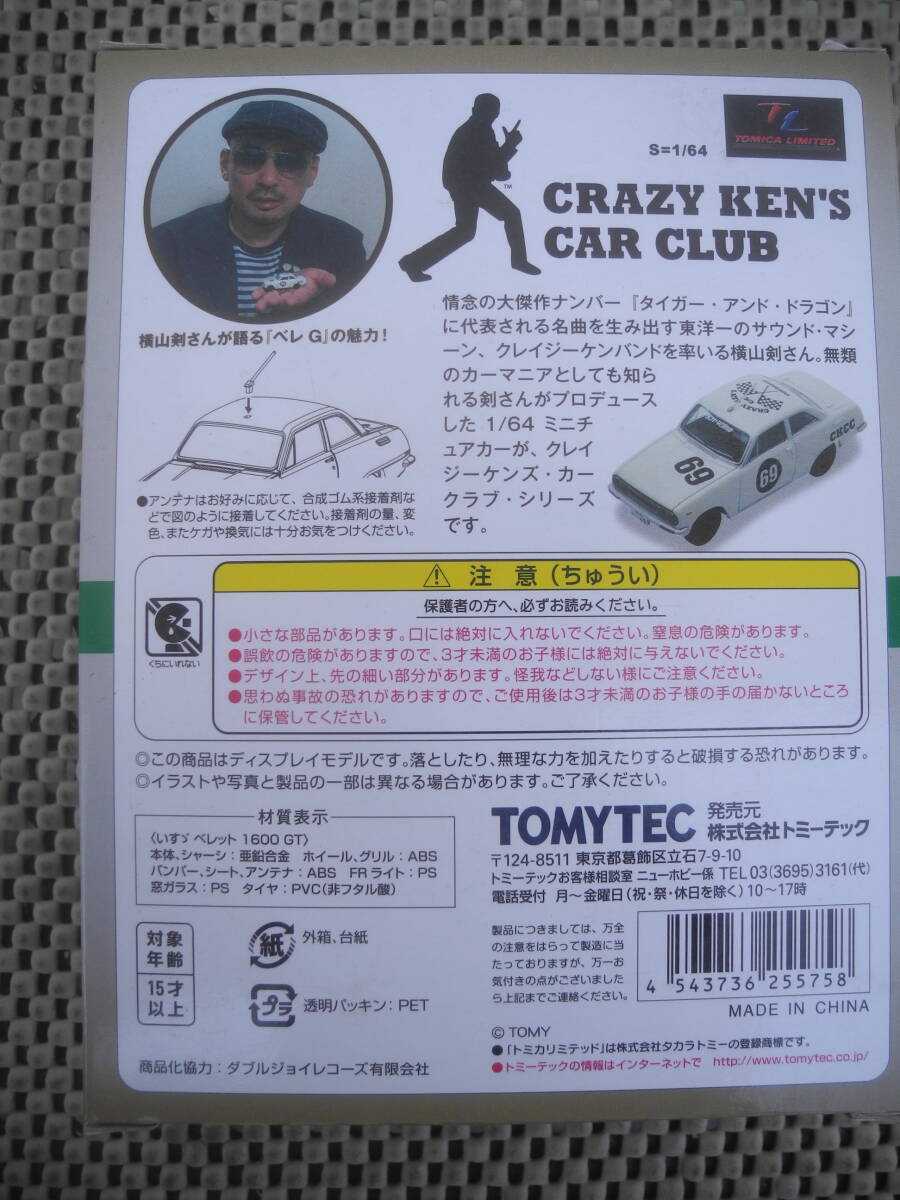 S=1/64
TL
TOMICA LIMITED
CRAZY KEN'S
CAR CLUB
TM
横山剣さんが語る『ベレG』の魅力!
情念の大傑作ナンバー『タイガー・アンド・ドラゴン』
に代表される名曲を生み出す東洋一のサウンド・マシ
ーン、クレイジーケンバンドを率いる横山剣さん。無類
のカーマニアとしても知ら
れる剣さんがプロデュース
した 1/64 ミニチ
ュアカーが、クレイ
ジーケンズ・カー
クラブ・シリーズ
です。
69
69
CKCC
●アンテナはお好みに応じて、合成ゴム系接着剤な
どで図のように接着してください。接着剤の量、変
色、またケガや換気には十分お気をつけください。
注 意(ちゅうい)
保護者の方へ、必ずお読みください。
くちにいれない
●小さな部品があります。口には絶対に入れないでください。窒息の危険があります。
●誤飲の危険がありますので、3才未満のお子様には絶対に与えないでください。
●デザイン上、先の細い部分があります。怪我などしない様にご注意ください。
●思わぬ事故の恐れがありますので、ご使用後は3才未満のお子様の手の届かないところ
に保管してください。
◎この商品はディスプレイモデルです。落としたり、無理な力を加えたりすると破損する恐れがあります。
◎イラストや写真と製品の一部は異なる場合があります。ご了承ください。
材質表示
〈いすゞ ベレット 1600 GT〉
本体、シャーシ:亜鉛合金 ホイール、グリル:ABS
バンパー、シート、アンテナ:ABS FRライト:PS
窓ガラス:PS タイヤ:PVC(非フタル酸)
TOMYTEC 発売元
株式会社トミーテック
〒124-8511 東京都葛飾区立石7-9-10
トミーテックお客様相談室 ニューホビー係 TEL 03(3695)3161(代)
電話受付 月〜金曜日(祝・祭・休日を除く)10〜17時
対象
年齢
15才
以上
紙
外箱、台紙
プラ
透明パッキン:PET
製品につきましては、万全
の注意をはらって製造に当
たっておりますが、万一お
気付きの点がございました
ら上記までご連絡ください。
4 543736 255758
MADE IN CHINA
© TOMY
●「トミカリミテッド」は株式会社タカラトミーの登録商標です。
●トミーテックの情報はインターネットで http://www.tomytec.co.jp/
商品化協力:ダブルジョイレコーズ有限会社